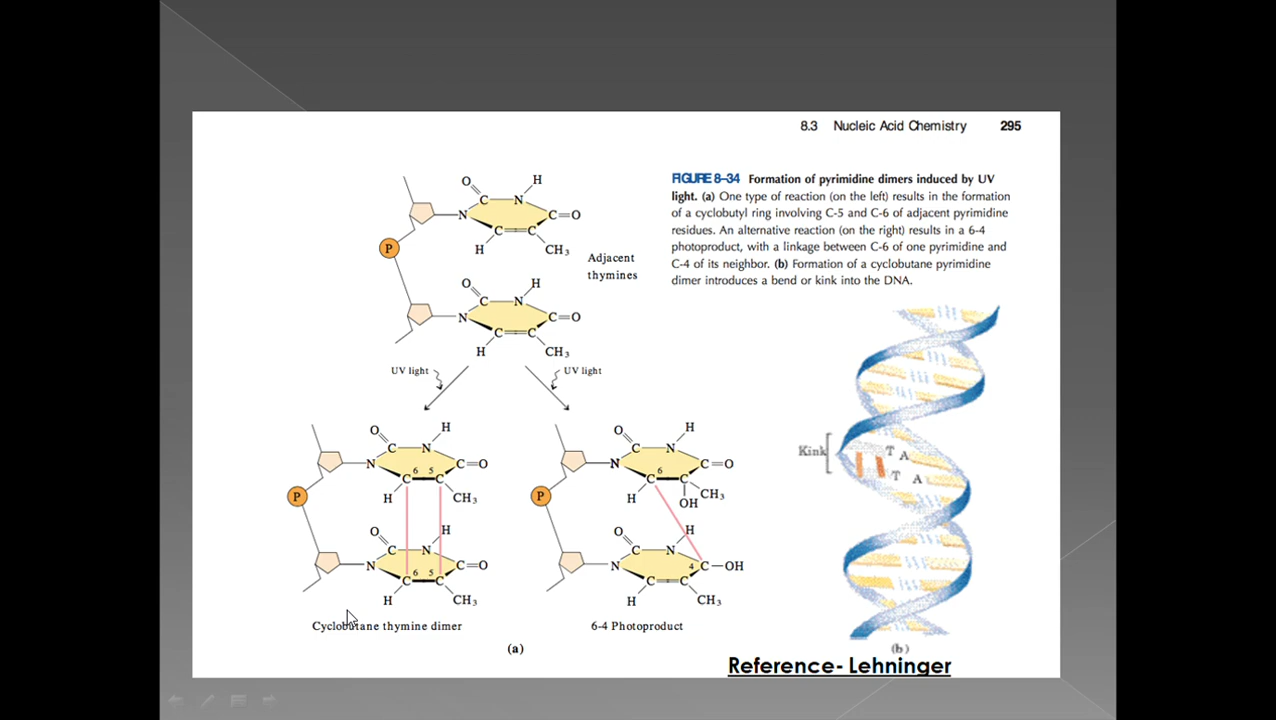 8.3 Nucleic Acid Chemistry 295
FIGURE 8–34 Formation of pyrimidine dimers induced by UV
light. (a) One type of reaction (on the left) results in the formation
of a cyclobutyl ring involving C-5 and C-6 of adjacent pyrimidine
residues. An alternative reaction (on the right) results in a 6-4
photoproduct, with a linkage between C-6 of one pyrimidine and
C-4 of its neighbor. (b) Formation of a cyclobutane pyrimidine
dimer introduces a bend or kink into the DNA.
O H
C N
N C=O
P
H C=C CH3
Adjacent
thymines
O H
C N
N C=O
C=C
H CH3
UV light UV light
O H
C N
N C=O
6 5
C C
P
H CH3
O H
C N
N C=O
6 5
C C
H CH3
Cyclobutane thymine dimer
O H
C N
N C=O
6
C C
P
H OH CH3
O H
C N
N 4 C—OH
C=C
H CH3
6-4 Photoproduct
(a)
Kink
T A
T A
(b)
Reference- Lehninger